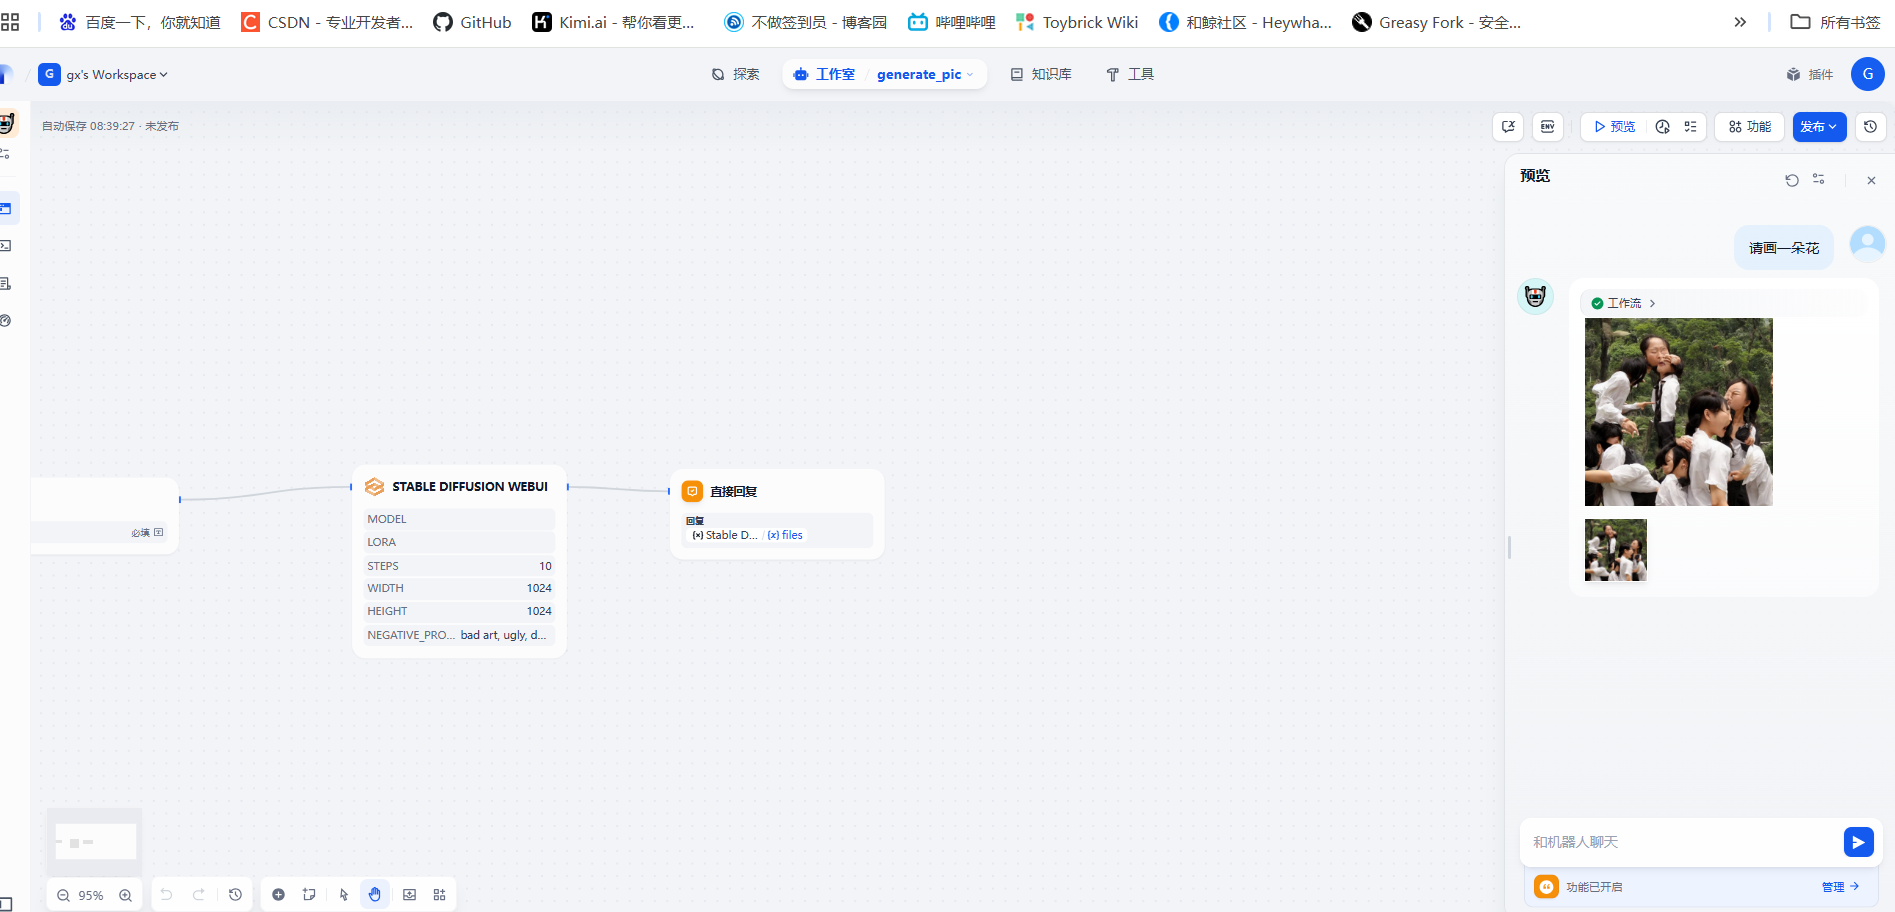 百度一下，你就知道
CSDN - 专业开发者...
GitHub
Kimi.ai - 帮你看更...
不做签到员 - 博客园
哔哩哔哩
Toybrick Wiki
和鲸社区 - Heywha...
Greasy Fork - 安全...
所有书签
G gx's Workspace
探索
工作室 / generate_pic
知识库
工具
插件
G
自动保存 08:39:27 · 未发布
ENV
预览
功能
发布
预览
请画一朵花
工作流
必填
STABLE DIFFUSION WEBUI
MODEL
LORA
STEPS 10
WIDTH 1024
HEIGHT 1024
NEGATIVE_PRO... bad art, ugly, d...
直接回复
回复
{x} Stable D... / {x} files
和机器人聊天
功能已开启
管理
95%